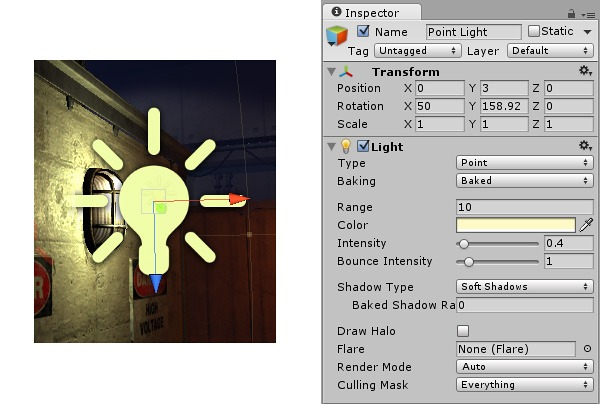 Inspector
Name Point Light Static
Tag Untagged Layer Default
Transform
Position X 0 Y 3 Z 0
Rotation X 50 Y 158.92 Z 0
Scale X 1 Y 1 Z 1
Light
Type Point
Baking Baked
Range 10
Color
Intensity 0.4
Bounce Intensity 1
Shadow Type Soft Shadows
Baked Shadow Ra 0
Draw Halo
Flare None (Flare)
Render Mode Auto
Culling Mask Everything
HIGH
VOLTAGE